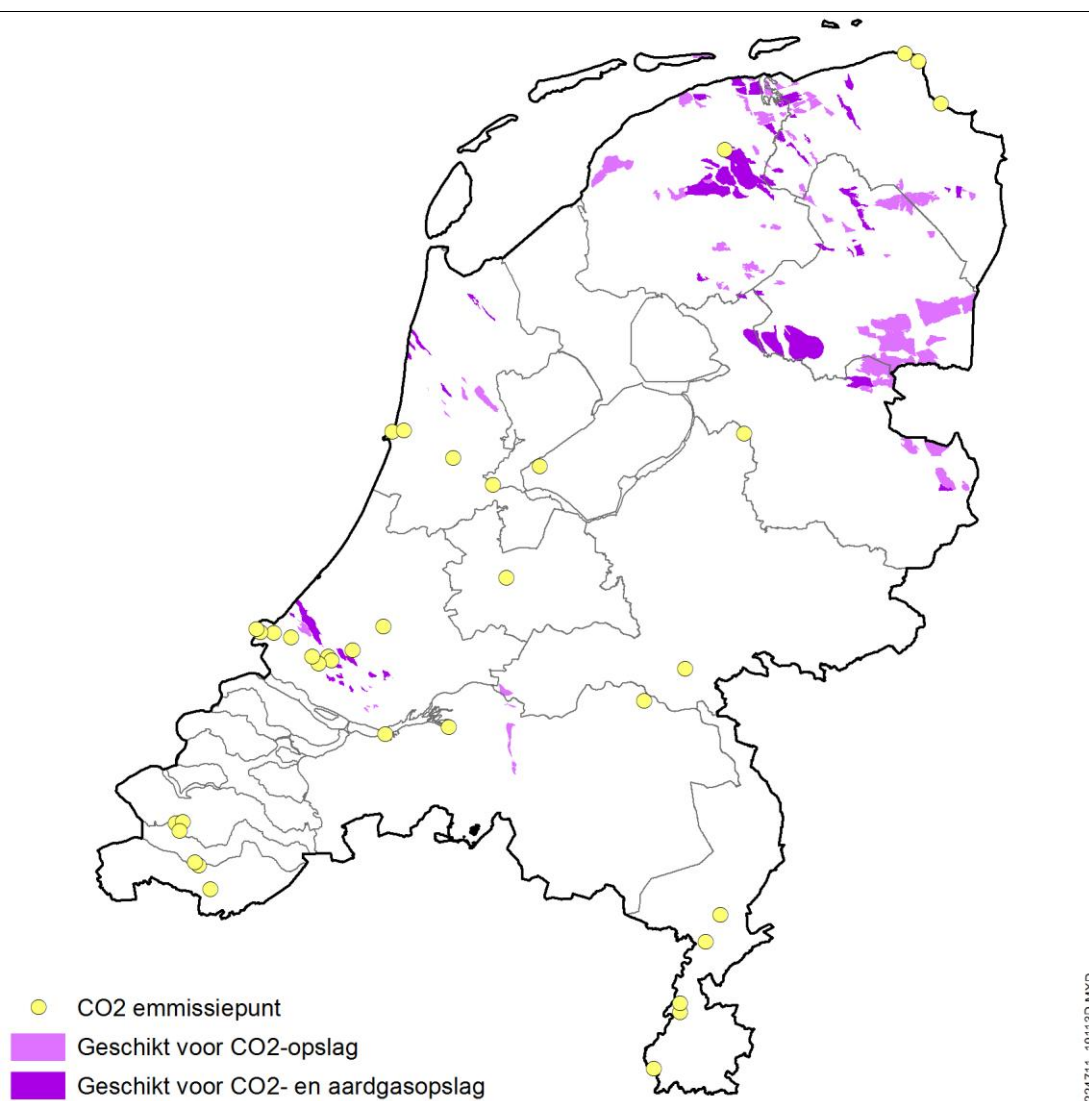 CO2 emmissiepunt
Geschikt voor CO2-opslag
Geschikt voor CO2- en aardgasopslag